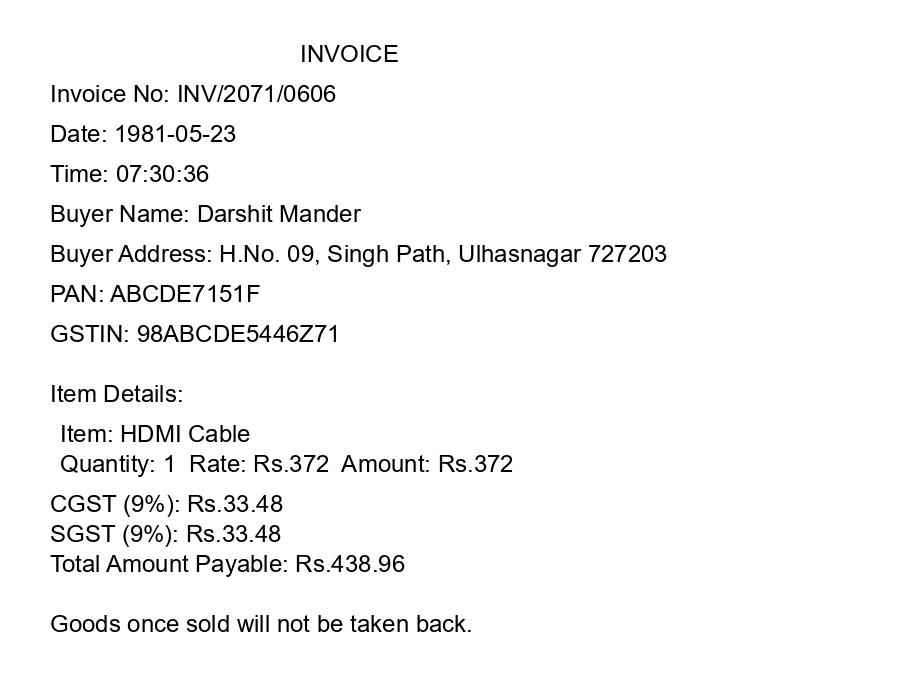 INVOICE
Invoice No: INV/2071/0606
Date: 1981-05-23
Time: 07:30:36
Buyer Name: Darshit Mander
Buyer Address: H.No. 09, Singh Path, Ulhasnagar 727203
PAN: ABCDE7151F
GSTIN: 98ABCDE5446Z71
Item Details:
Item: HDMI Cable
Quantity: 1 Rate: Rs.372 Amount: Rs.372
CGST (9%): Rs.33.48
SGST (9%): Rs.33.48
Total Amount Payable: Rs.438.96
Goods once sold will not be taken back.